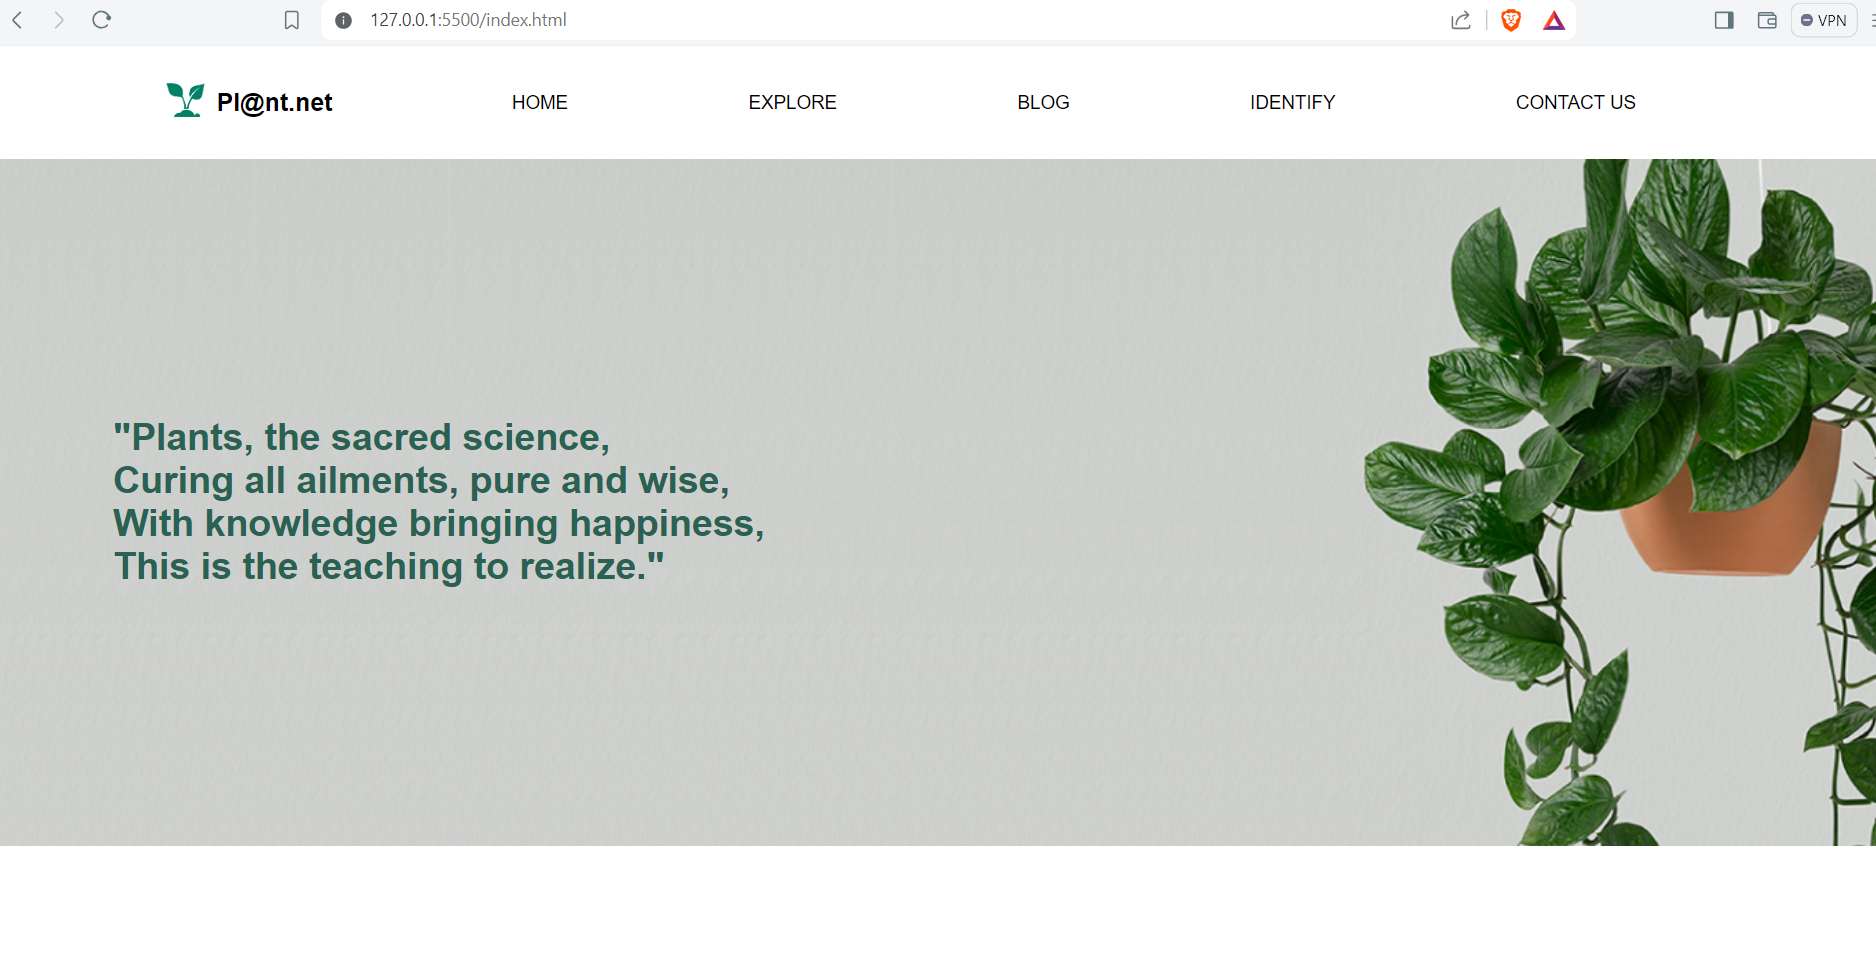 127.0.0.1:5500/index.html
VPN
Pl@nt.net
HOME
EXPLORE
BLOG
IDENTIFY
CONTACT US
"Plants, the sacred science,
Curing all ailments, pure and wise,
With knowledge bringing happiness,
This is the teaching to realize."